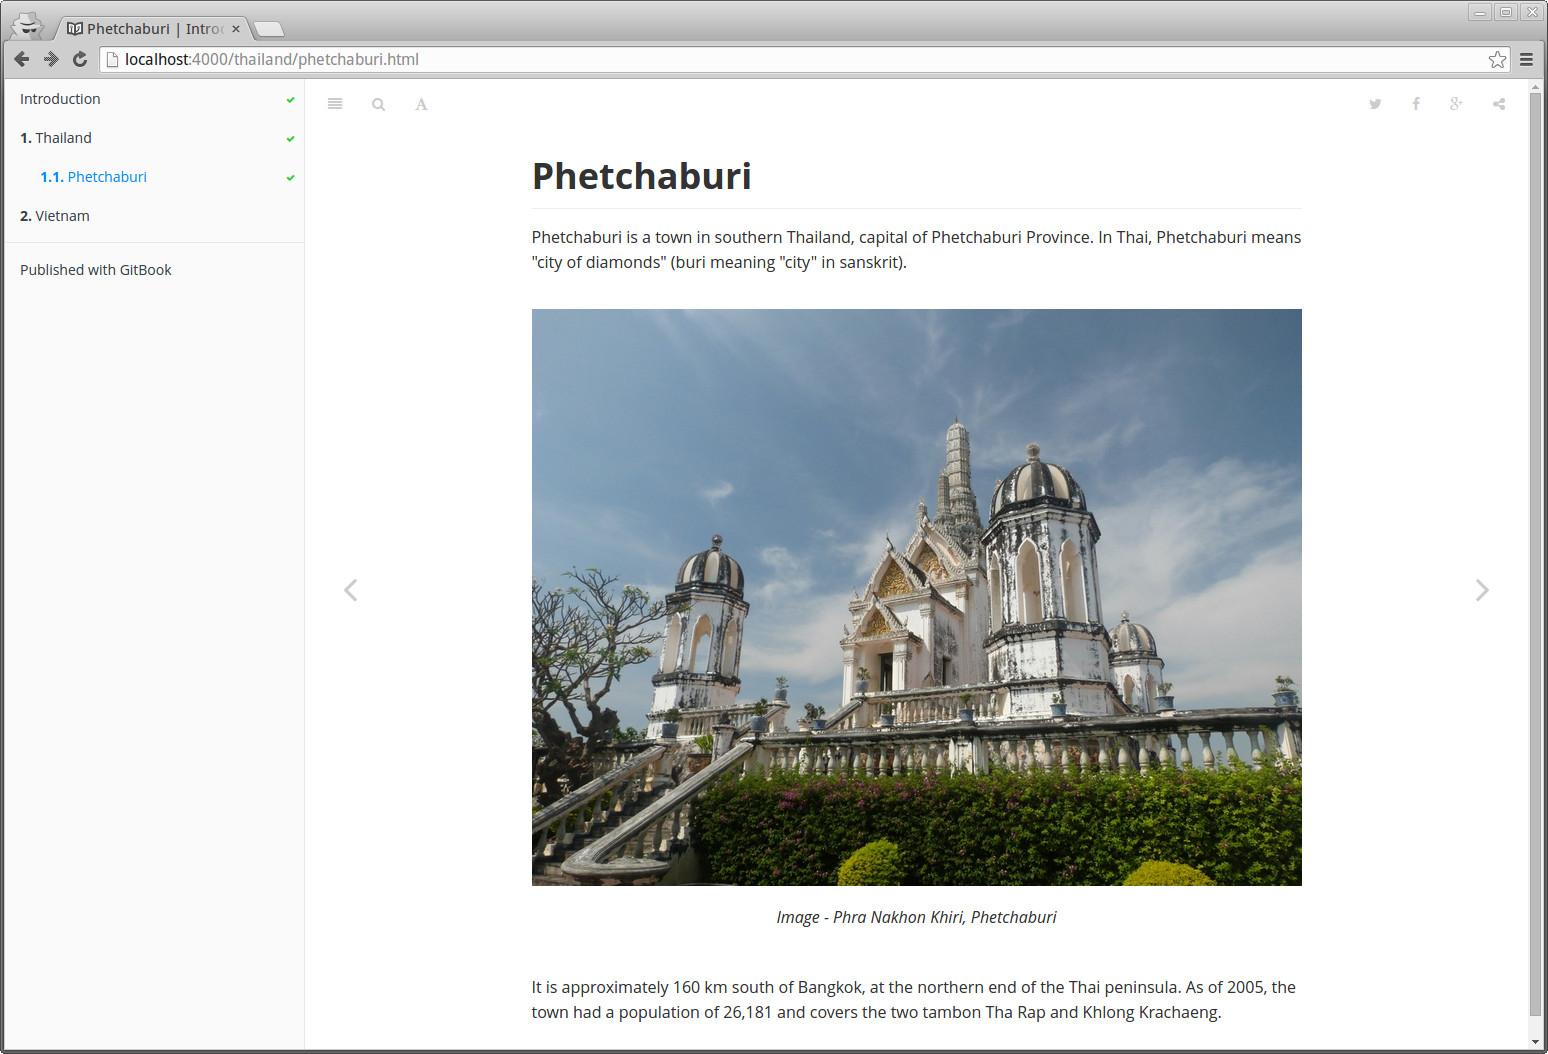 Phetchaburi | Introd
localhost:4000/thailand/phetchaburi.html
Introduction
1. Thailand
1.1. Phetchaburi
2. Vietnam
Published with GitBook
A
Phetchaburi
Phetchaburi is a town in southern Thailand, capital of Phetchaburi Province. In Thai, Phetchaburi means
"city of diamonds" (buri meaning "city" in sanskrit).
Image - Phra Nakhon Khiri, Phetchaburi
It is approximately 160 km south of Bangkok, at the northern end of the Thai peninsula. As of 2005, the
town had a population of 26,181 and covers the two tambon Tha Rap and Khlong Krachaeng.